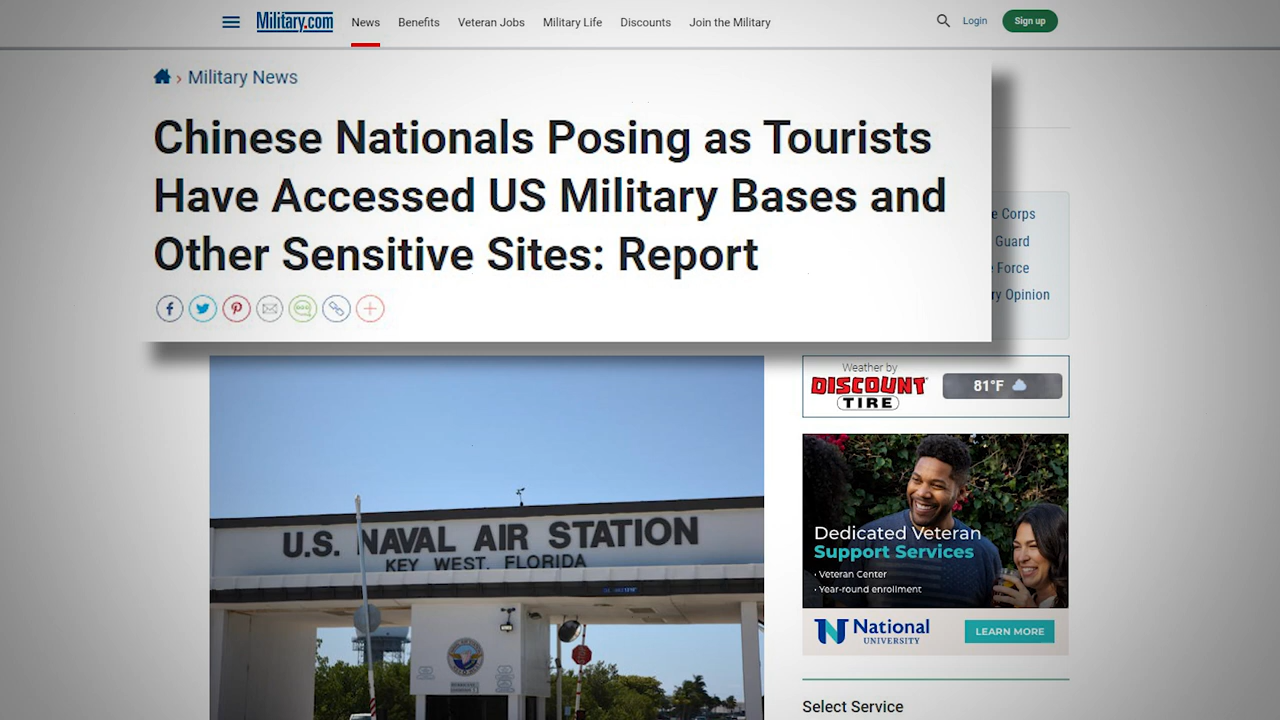 Military.com
News
Benefits
Veteran Jobs
Military Life
Discounts
Join the Military
Login
Sign up
Military News
Chinese Nationals Posing as Tourists
Have Accessed US Military Bases and
Other Sensitive Sites: Report
e Corps
Guard
Force
ry Opinion
Weather by
DISCOUNT
TIRE
81°F
U.S. NAVAL AIR STATION
KEY WEST, FLORIDA
Dedicated Veteran
Support Services
· Veteran Center
· Year-round enrollment
National
UNIVERSITY
LEARN MORE
Select Service